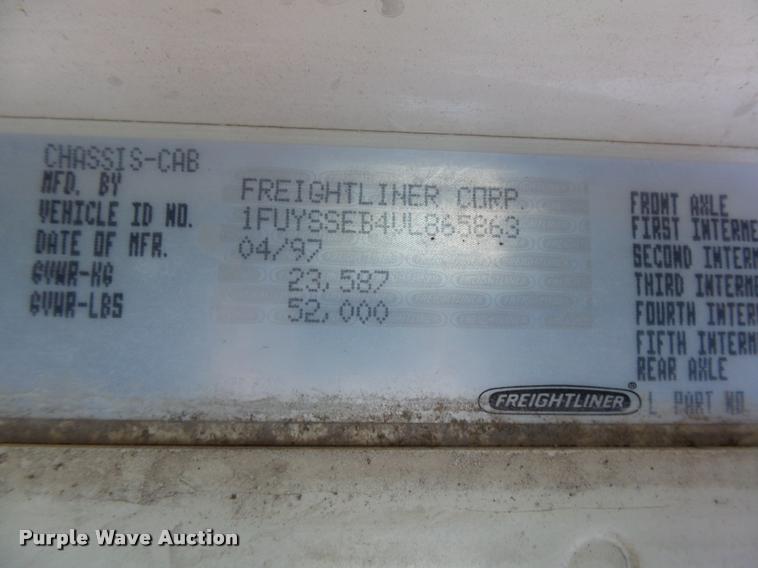 CHASSIS-CAB
MFD. BY FREIGHTLINER CORP.
VEHICLE ID NO. 1FUYSSEB4VL865863
DATE OF MFR. 04/97
GVWR-KG 23,587
GVWR-LBS 52,000
FRONT AXLE
FIRST INTERME
SECOND INTERM
THIRD INTERME
FOURTH INTER
FIFTH INTERM
REAR AXLE
FREIGHTLINER®
L PART NO
Purple Wave Auction